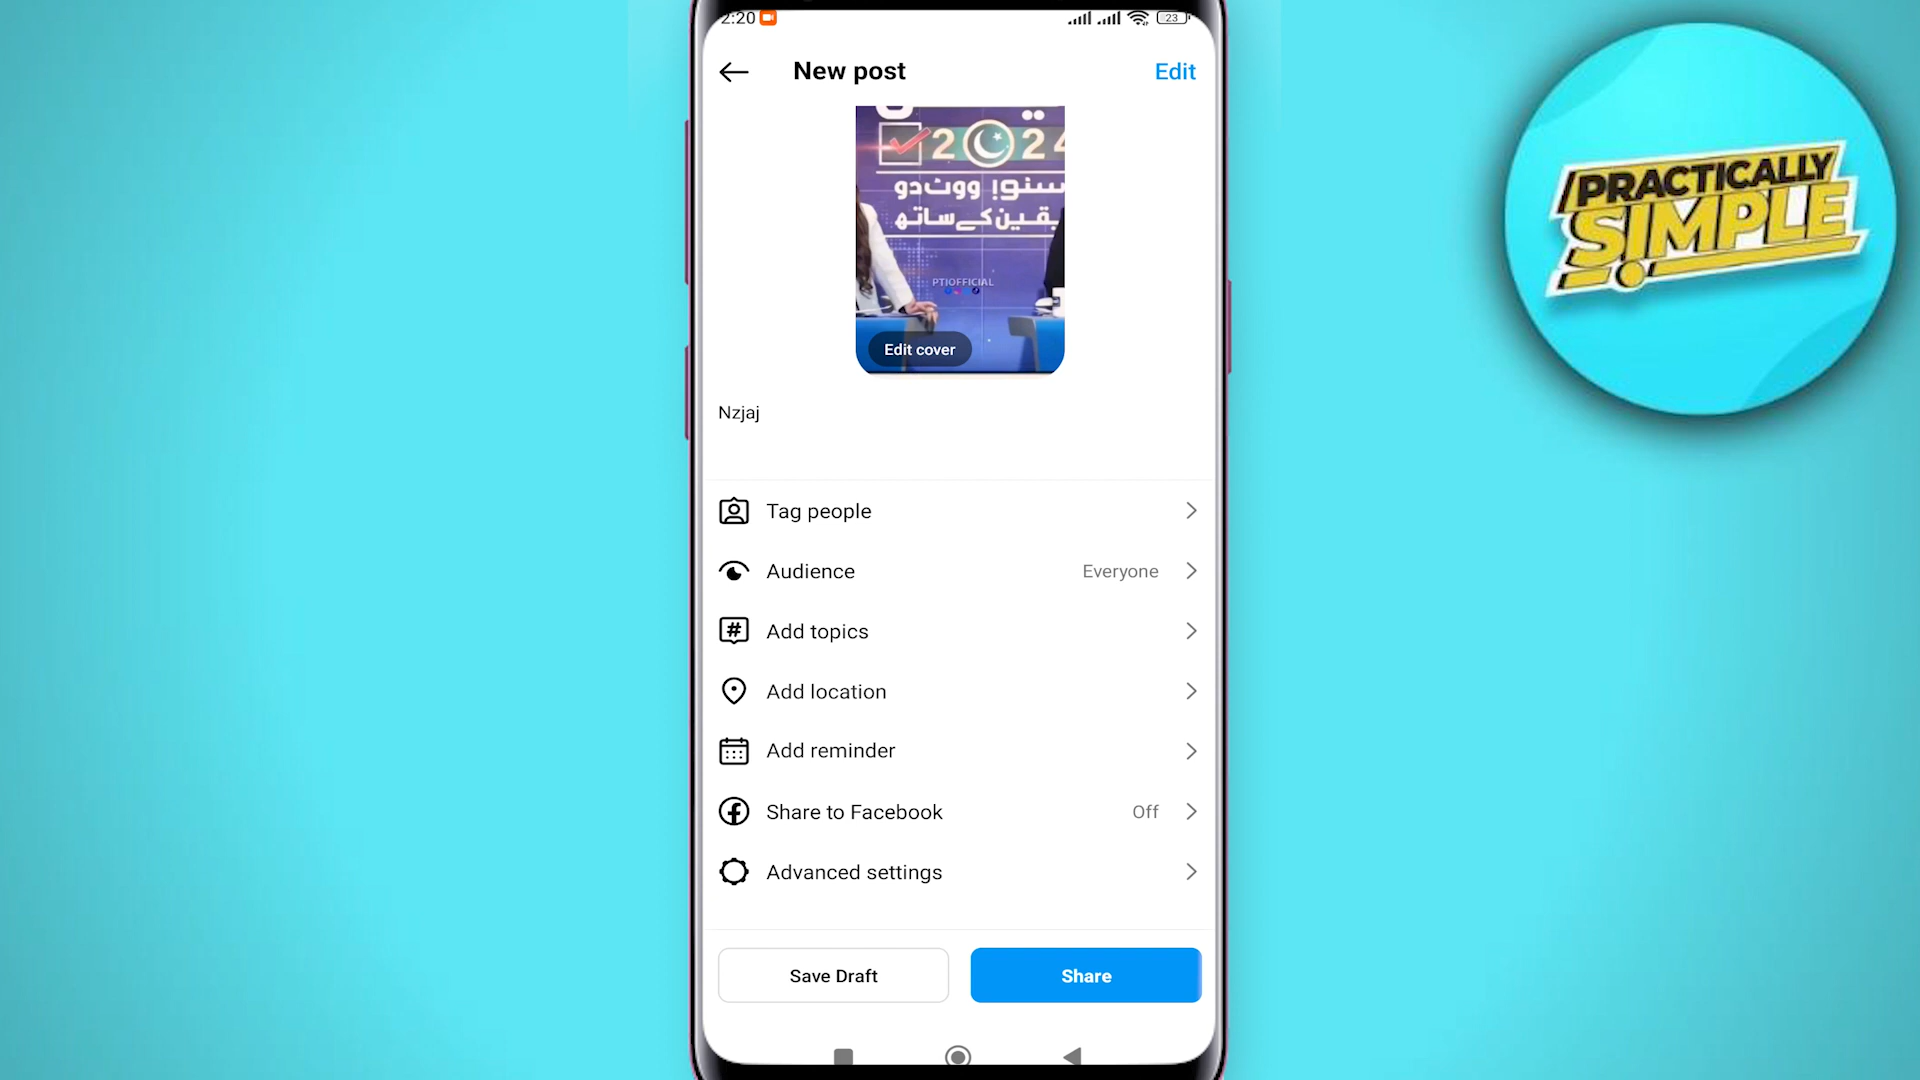 2:20
23
New post
Edit
2024
سنو! ووٹ دو
یقین کے ساتھ
PTIOFFICIAL
Edit cover
Nzjaj
Tag people
Audience
Everyone
Add topics
Add location
Add reminder
Share to Facebook
Off
Advanced settings
Save Draft
Share
PRACTICALLY
SIMPLE